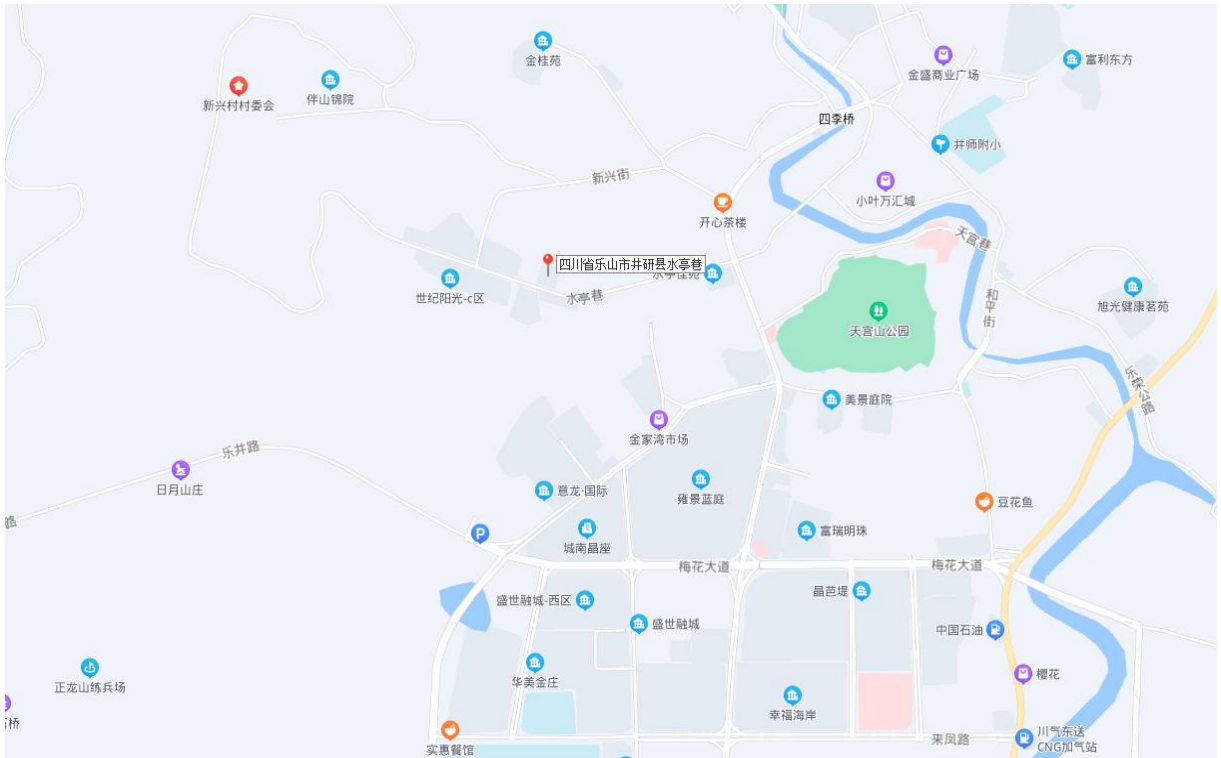 金桂苑
金盛商业广场
富利东方
新兴村村委会
伴山锦院
四李桥
井师附小
新兴街
小叶万汇城
开心茶楼
天宫巷
四川省乐山市井研县水亭巷
世纪阳光-c区
水亭巷
和平街
旭光健康茗苑
天宫山公园
乐荣公路
美景庭院
金家湾市场
乐井路
日月山庄
意龙·国际
雍景蓝庭
豆花鱼
路
P
城南晶座
富瑞明珠
梅花大道
梅花大道
晶芭堤
盛世融城-西区
盛世融城
中国石油
正龙山练兵场
华美金庄
樱花
桥
幸福海岸
实惠餐馆
来凤路
川气东送
CNG加气站